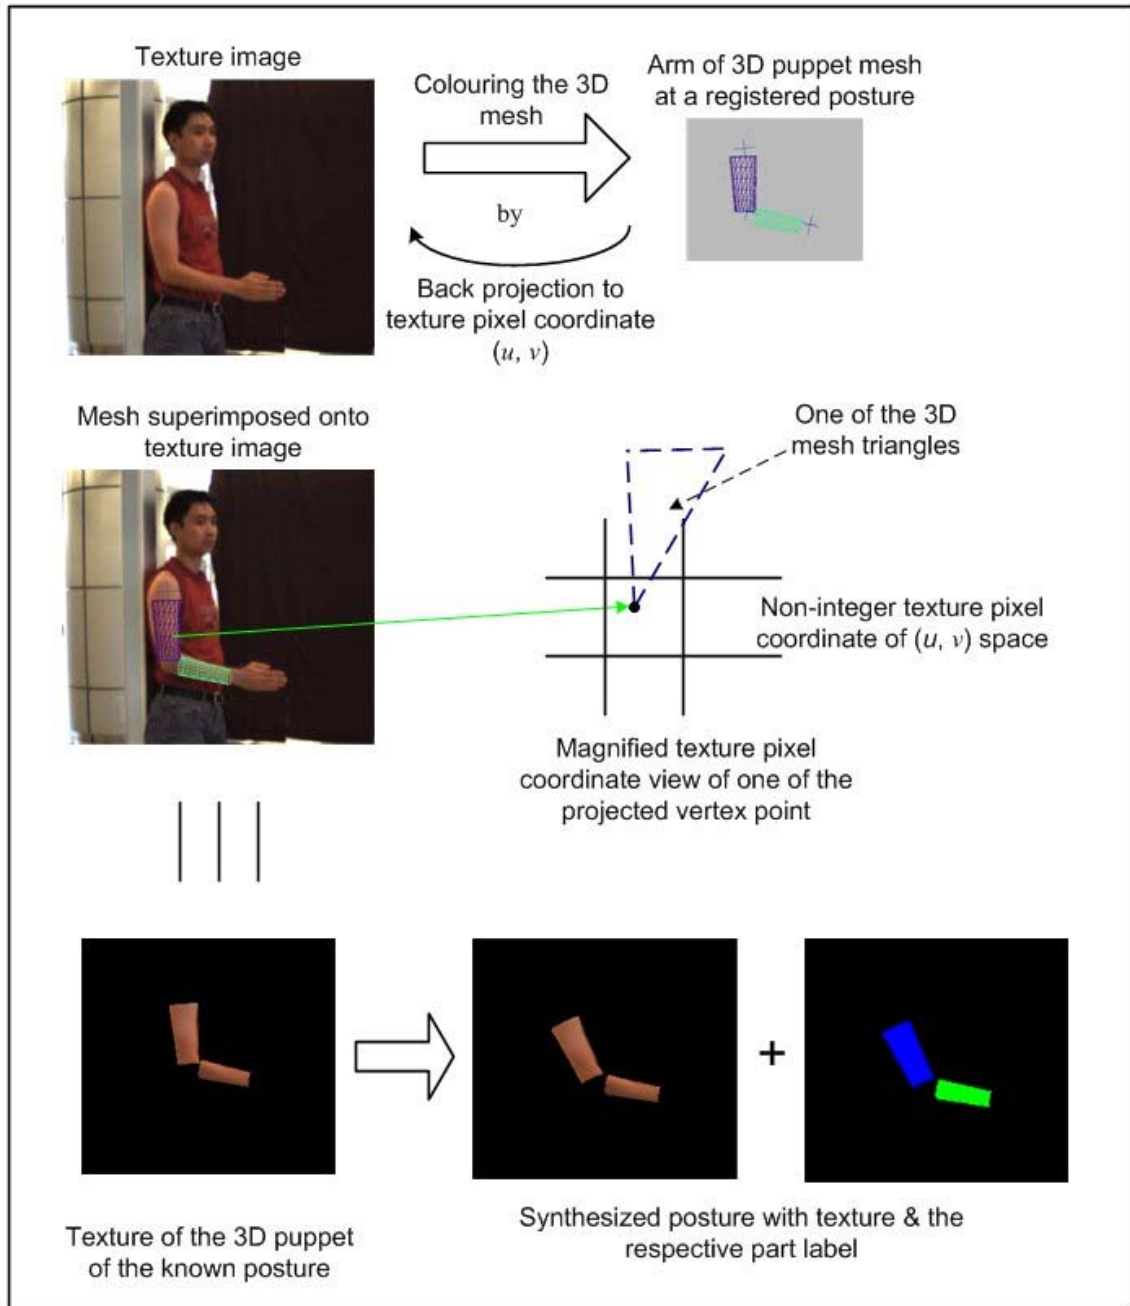 Texture image
Colouring the 3D
mesh
by
Back projection to
texture pixel coordinate
(u, v)
Arm of 3D puppet mesh
at a registered posture
Mesh superimposed onto
texture image
One of the 3D
mesh triangles
Non-integer texture pixel
coordinate of (u, v) space
Magnified texture pixel
coordinate view of one of the
projected vertex point
+
Texture of the 3D puppet
of the known posture
Synthesized posture with texture & the
respective part label